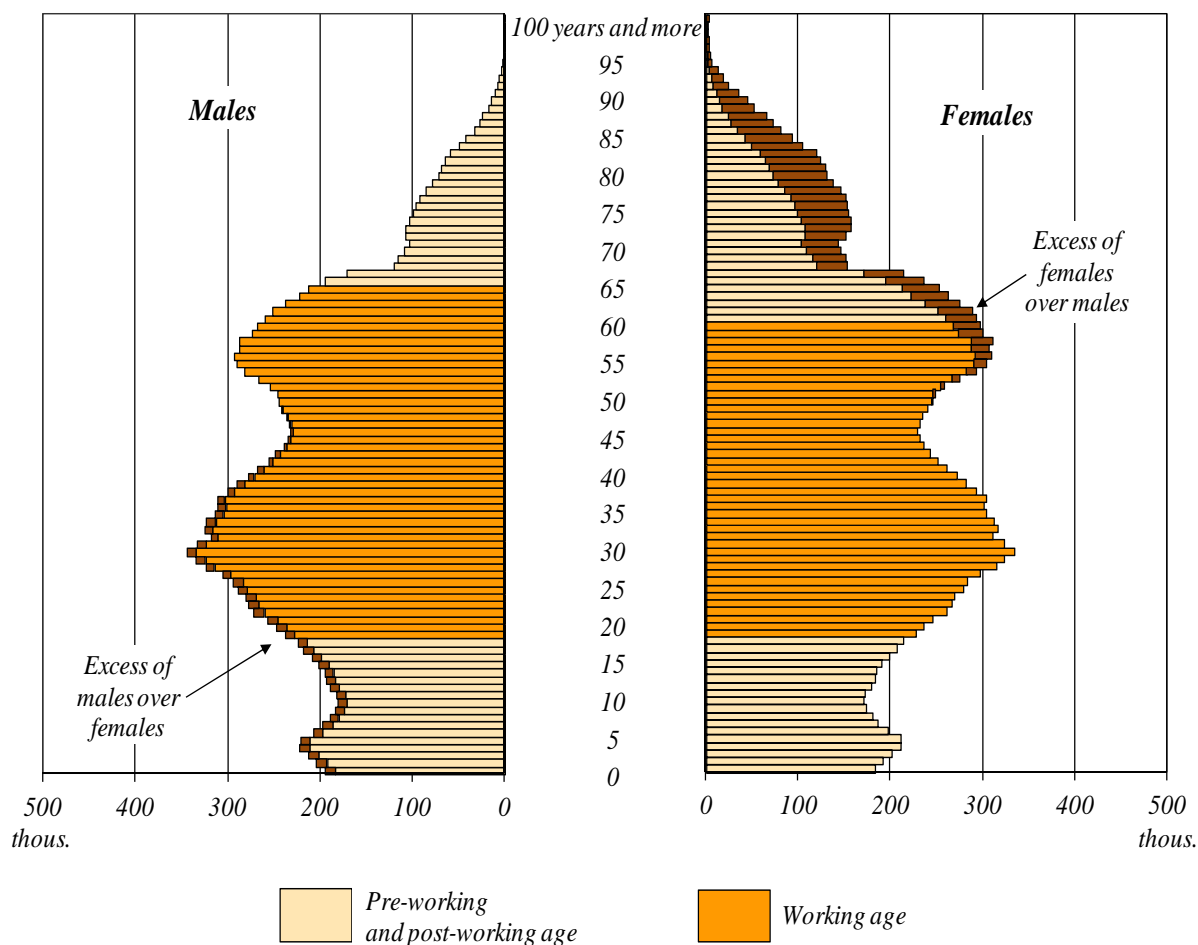 100 years and more
95
Males
90
Females
85
80
75
70
Excess of
females
over males
65
60
55
50
45
40
35
30
25
20
15
Excess of
males over
females
10
5
0
500 400 300 200 100 0
0 100 200 300 400 500
thous.
thous.
Pre-working
and post-working age
Working age